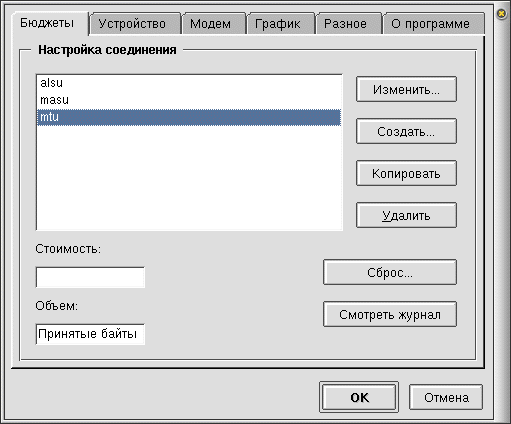 Бюджеты Устройство Модем График Разное О программе
Настройка соединения
alsu
masu
mtu
Изменить...
Создать...
Копировать
Удалить
Стоимость:
Сброс...
Объем:
Принятые байты
Смотреть журнал
OK Отмена